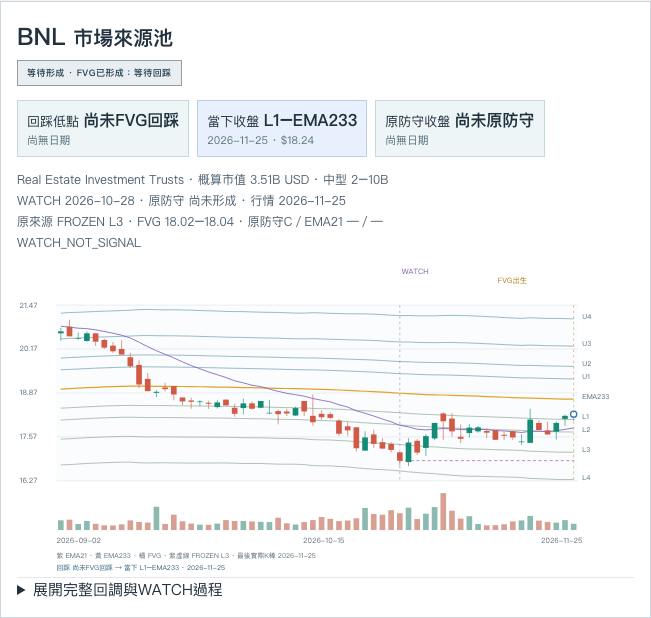 BNL 市場來源池
等待形成 · FVG已形成：等待回踩
回踩低點 尚未FVG回踩
尚無日期
當下收盤 L1–EMA233
2026-11-25 · $18.24
原防守收盤 尚未原防守
尚無日期
Real Estate Investment Trusts · 概算市值 3.51B USD · 中型 2–10B
WATCH 2026-10-28 · 原防守 尚未形成 · 行情 2026-11-25
原來源 FROZEN L3 · FVG 18.02–18.04 · 原防守C / EMA21 — / —
WATCH_NOT_SIGNAL
WATCH
FVG出生
21.47
20.17
18.87
17.57
16.27
U4
U3
U2
U1
EMA233
L1
L2
L3
L4
2026-09-02
2026-10-15
2026-11-25
紫 EMA21 · 黃 EMA233 · 橘 FVG · 紫虛線 FROZEN L3 · 最後實際K棒 2026-11-25
回踩 尚未FVG回踩 → 當下 L1–EMA233 · 2026-11-25
▶ 展開完整回調與WATCH過程